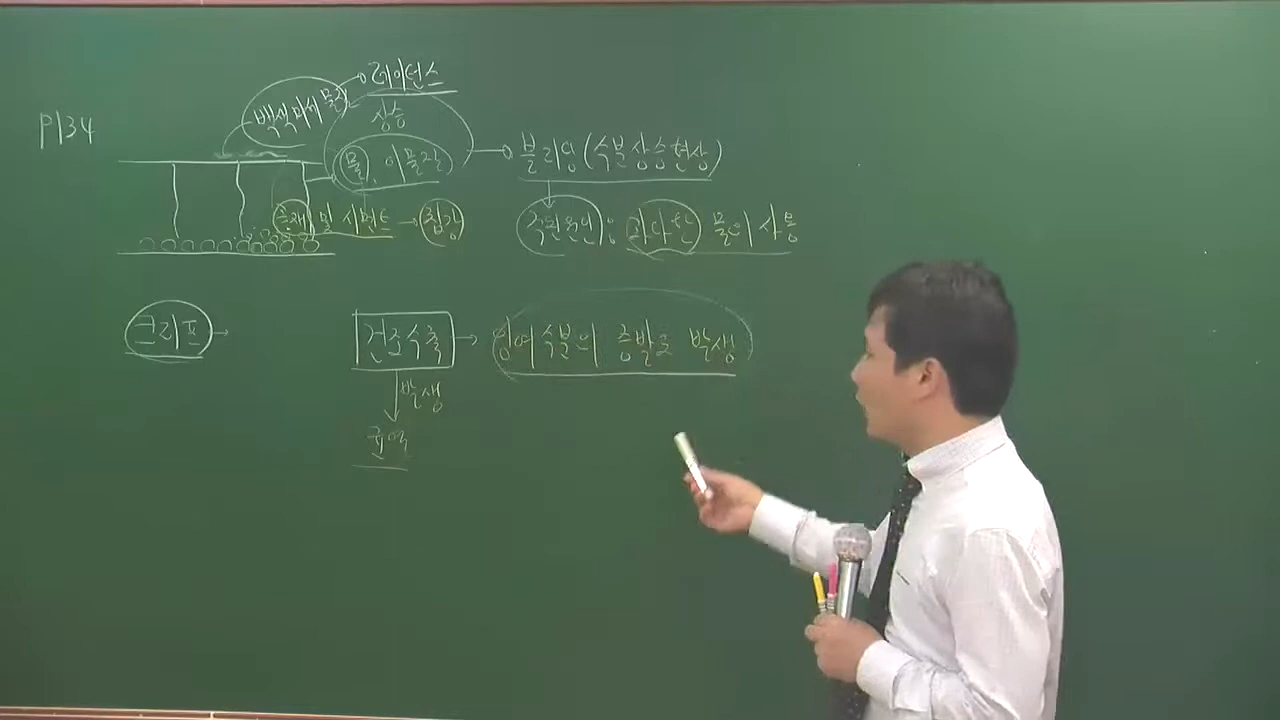 P134
레이턴스
백색미세 물질
상승
물, 이물질
블리딩(수분상승현상)
골재 및 시멘트 → 침강
주된원인; 과다한 물의 사용
크리프 →
건조수축 → 잉여수분의 증발로 발생
발생
균열